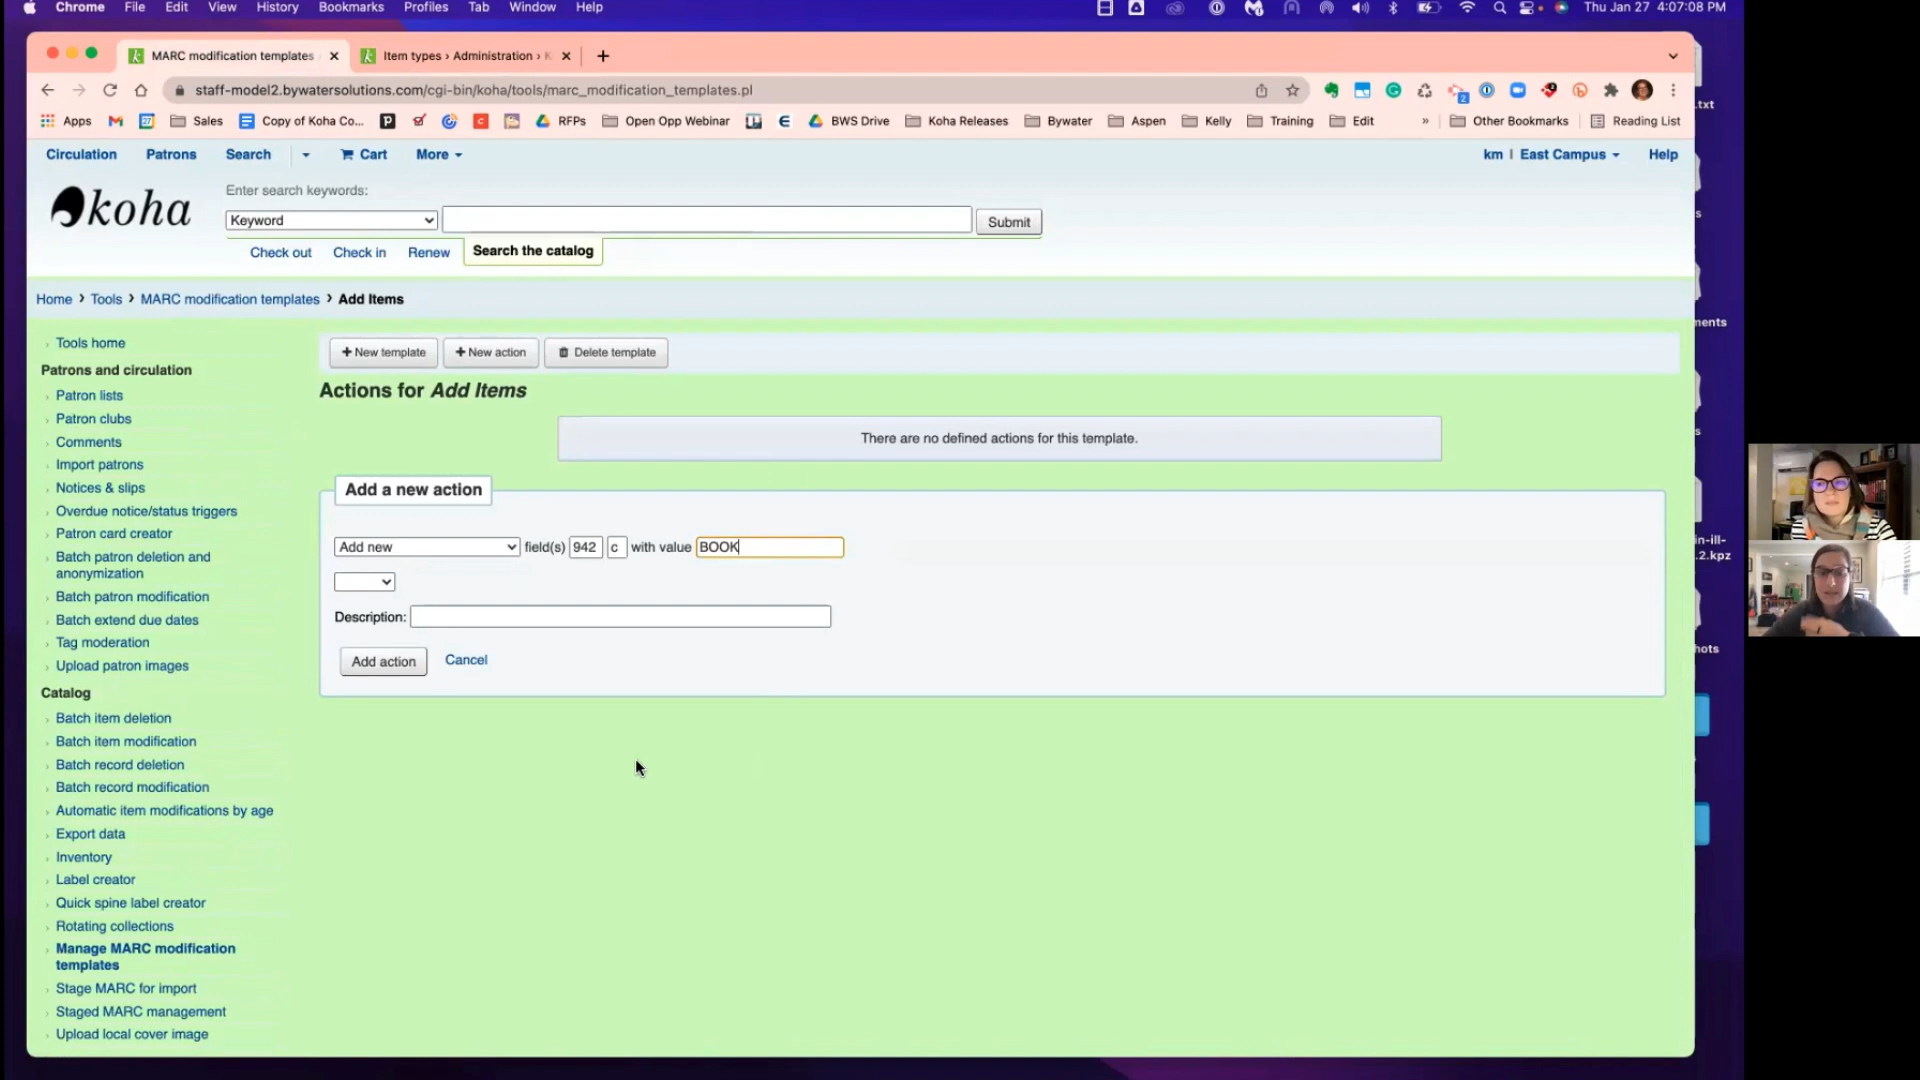 Chrome File Edit View History Bookmarks Profiles Tab Window Help Thu Jan 27 4:07:08 PM
MARC modification templates Item types › Administration › K
staff-model2.bywatersolutions.com/cgi-bin/koha/tools/marc_modification_templates.pl
Apps Sales Copy of Koha Co... RFPs Open Opp Webinar BWS Drive Koha Releases Bywater Aspen Kelly Training Edit » Other Bookmarks Reading List
.txt
Circulation Patrons Search Cart More km | East Campus Help
koha
Enter search keywords:
Keyword Submit
Check out Check in Renew Search the catalog
Home › Tools › MARC modification templates › Add Items
Tools home
Patrons and circulation
Patron lists
Patron clubs
Comments
Import patrons
Notices & slips
Overdue notice/status triggers
Patron card creator
Batch patron deletion and
anonymization
Batch patron modification
Batch extend due dates
Tag moderation
Upload patron images
Catalog
Batch item deletion
Batch item modification
Batch record deletion
Batch record modification
Automatic item modifications by age
Export data
Inventory
Label creator
Quick spine label creator
Rotating collections
Manage MARC modification
templates
Stage MARC for import
Staged MARC management
Upload local cover image
+ New template + New action Delete template
Actions for Add Items
There are no defined actions for this template.
Add a new action
Add new field(s) 942 c with value BOOK
Description:
Add action Cancel
s
ments
s
in-ill-
.2.kpz
hots